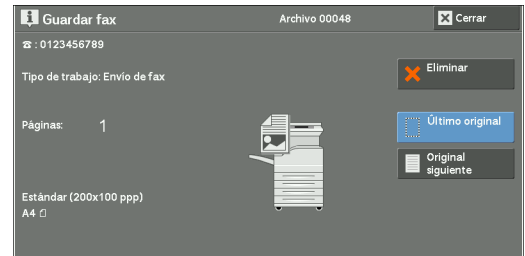 Guardar fax
Archivo 00048
Cerrar
: 0123456789
Tipo de trabajo: Envío de fax
Eliminar
Páginas: 1
Último original
Original
siguiente
Estándar (200x100 ppp)
A4